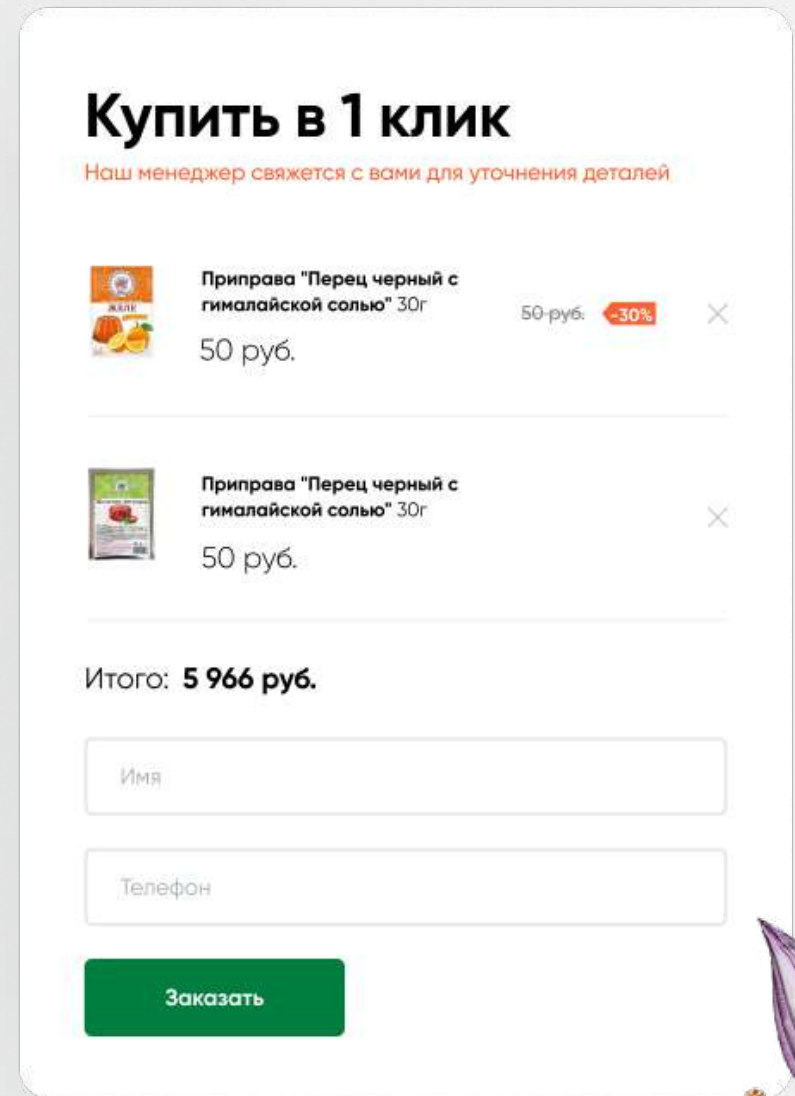 Купить в 1 клик
Наш менеджер свяжется с вами для уточнения деталей
ЖЕЛЕ
Приправа "Перец черный с
гималайской солью" 30г
50 руб.
50 руб.
-30%
Приправа "Перец черный с
гималайской солью" 30г
50 руб.
Итого: 5 966 руб.
Имя
Телефон
Заказать